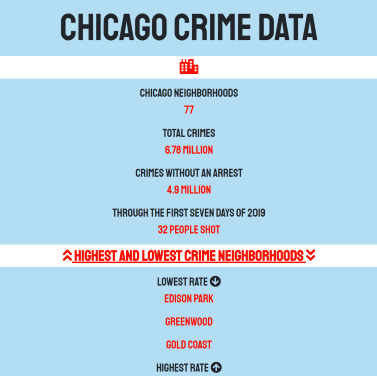 CHICAGO CRIME DATA
CHICAGO NEIGHBORHOODS
77
TOTAL CRIMES
6.78 MILLION
CRIMES WITHOUT AN ARREST
4.9 MILLION
THROUGH THE FIRST SEVEN DAYS OF 2019
32 PEOPLE SHOT
HIGHEST AND LOWEST CRIME NEIGHBORHOODS
LOWEST RATE
EDISON PARK
GREENWOOD
GOLD COAST
HIGHEST RATE